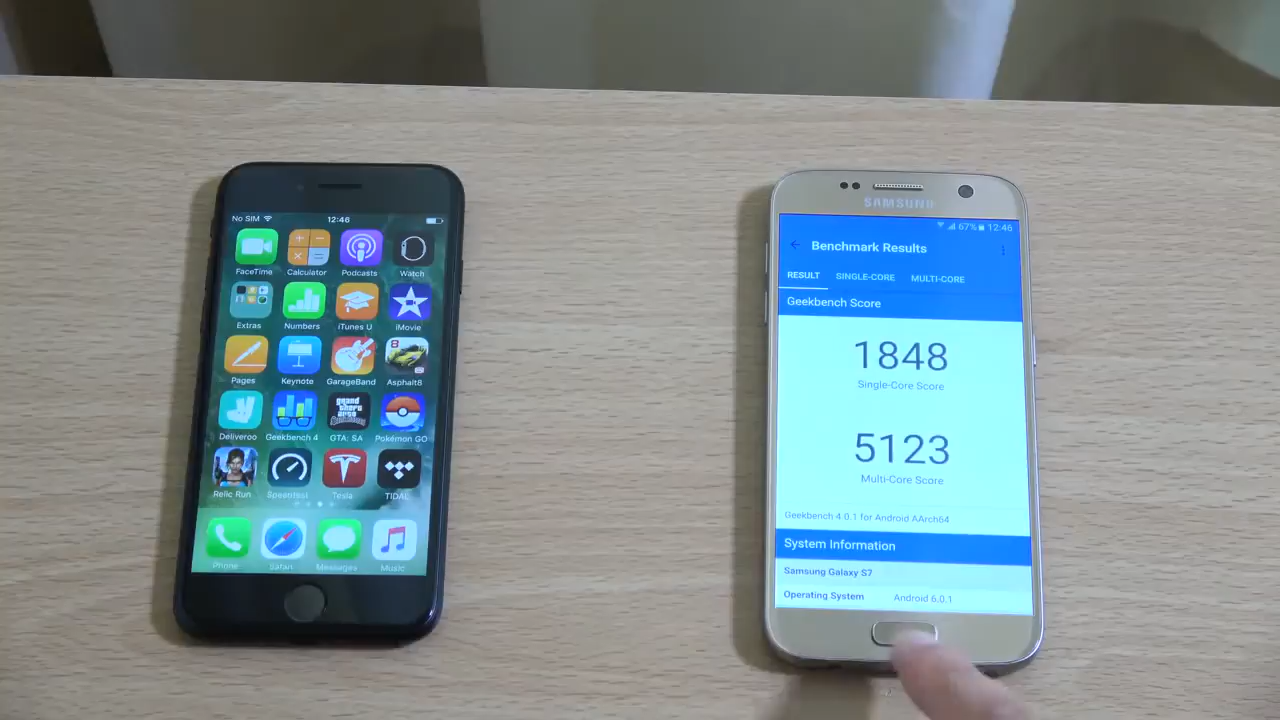 No SIM 12:46
FaceTime Calculator Podcasts Watch
Extras Numbers iTunes U iMovie
Pages Keynote GarageBand Asphalt8
Deliveroo Geekbench 4 GTA: SA Pokémon GO
Relic Run Speedtest Tesla TIDAL
Phone Safari Messages Music
SAMSUNG
67% 12:46
Benchmark Results
RESULT SINGLE-CORE MULTI-CORE
Geekbench Score
1848
Single-Core Score
5123
Multi-Core Score
Geekbench 4.0.1 for Android AArch64
System Information
Samsung Galaxy S7
Operating System Android 6.0.1